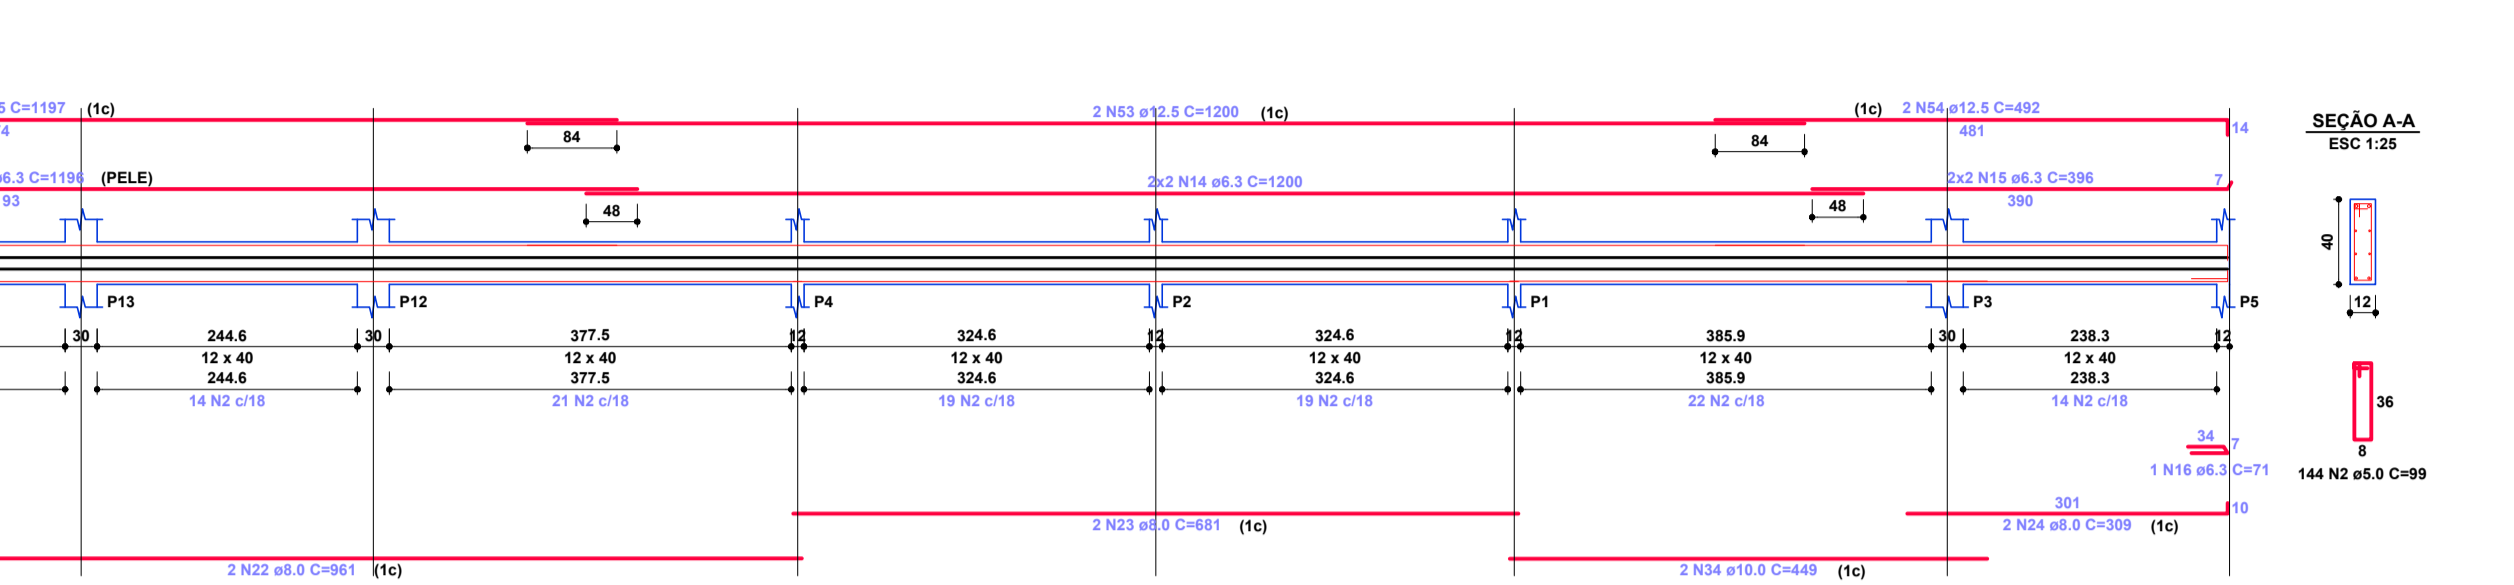 5 C=1197 (1c)
2 N53 ø12.5 C=1200 (1c)
(1c) 2 N54 ø12.5 C=492
4
84
84
481
14
SEÇÃO A-A
ESC 1:25
ø6.3 C=1196 (PELE)
2x2 N14 ø6.3 C=1200
2x2 N15 ø6.3 C=396
7
93
48
48
390
40
12
P13 P12 P4 P2 P1 P3 P5
30 244.6 30 377.5 12 324.6 12 324.6 12 385.9 30 238.3 12
12 x 40 12 x 40 12 x 40 12 x 40 12 x 40 12 x 40
244.6 377.5 324.6 324.6 385.9 238.3
14 N2 c/18 21 N2 c/18 19 N2 c/18 19 N2 c/18 22 N2 c/18 14 N2 c/18
36
8
144 N2 ø5.0 C=99
34
7
1 N16 ø6.3 C=71
301
10
2 N23 ø8.0 C=681 (1c)
2 N24 ø8.0 C=309 (1c)
2 N22 ø8.0 C=961 (1c)
2 N34 ø10.0 C=449 (1c)